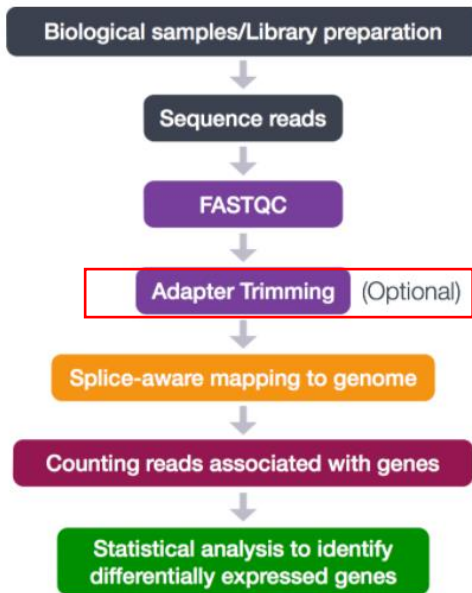 Biological samples/Library preparation
Sequence reads
FASTQC
Adapter Trimming (Optional)
Splice-aware mapping to genome
Counting reads associated with genes
Statistical analysis to identify
differentially expressed genes